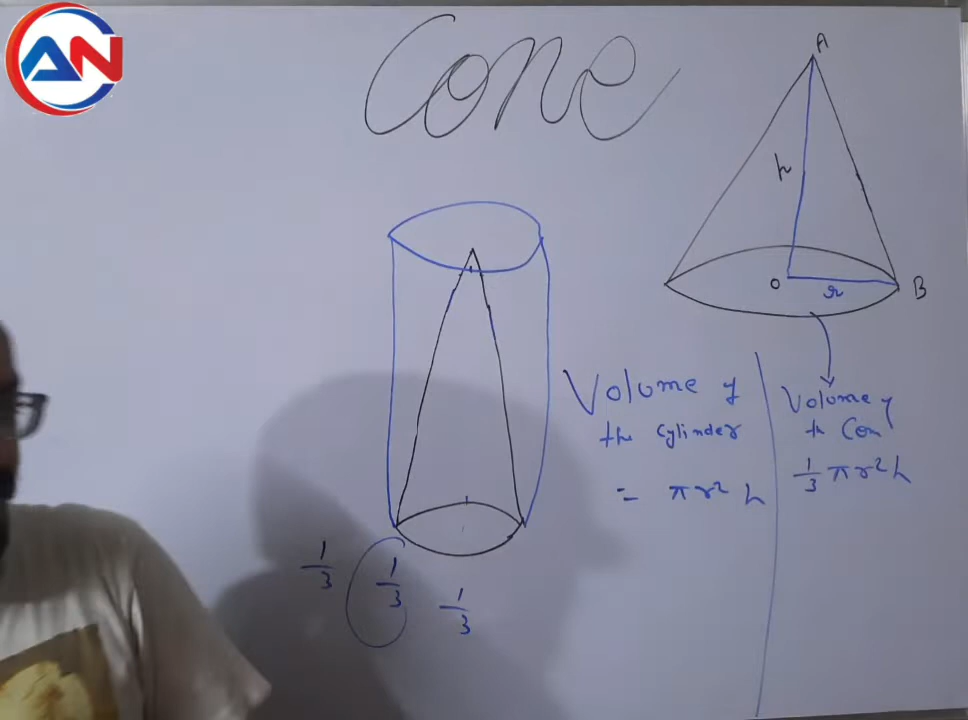 AN
Cone
A
h
O
r
B
Volume of
the Cylinder
= πr²h
Volume of
the Con
1/3 πr²h
1/3
1/3
1/3